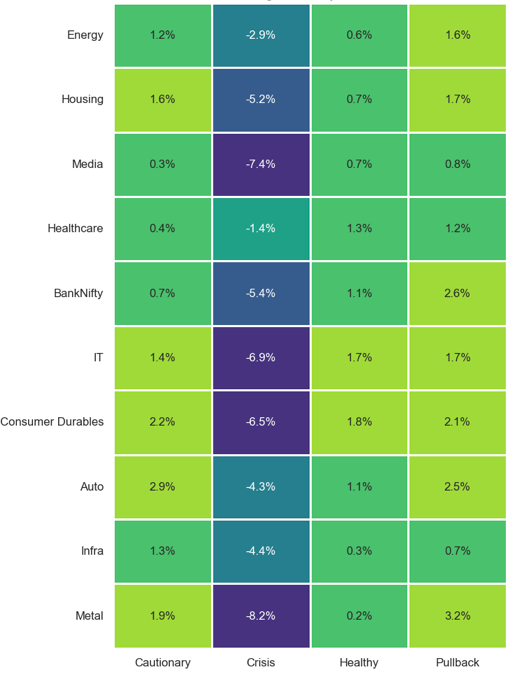 Energy 1.2% -2.9% 0.6% 1.6%
Housing 1.6% -5.2% 0.7% 1.7%
Media 0.3% -7.4% 0.7% 0.8%
Healthcare 0.4% -1.4% 1.3% 1.2%
BankNifty 0.7% -5.4% 1.1% 2.6%
IT 1.4% -6.9% 1.7% 1.7%
Consumer Durables 2.2% -6.5% 1.8% 2.1%
Auto 2.9% -4.3% 1.1% 2.5%
Infra 1.3% -4.4% 0.3% 0.7%
Metal 1.9% -8.2% 0.2% 3.2%
Cautionary Crisis Healthy Pullback